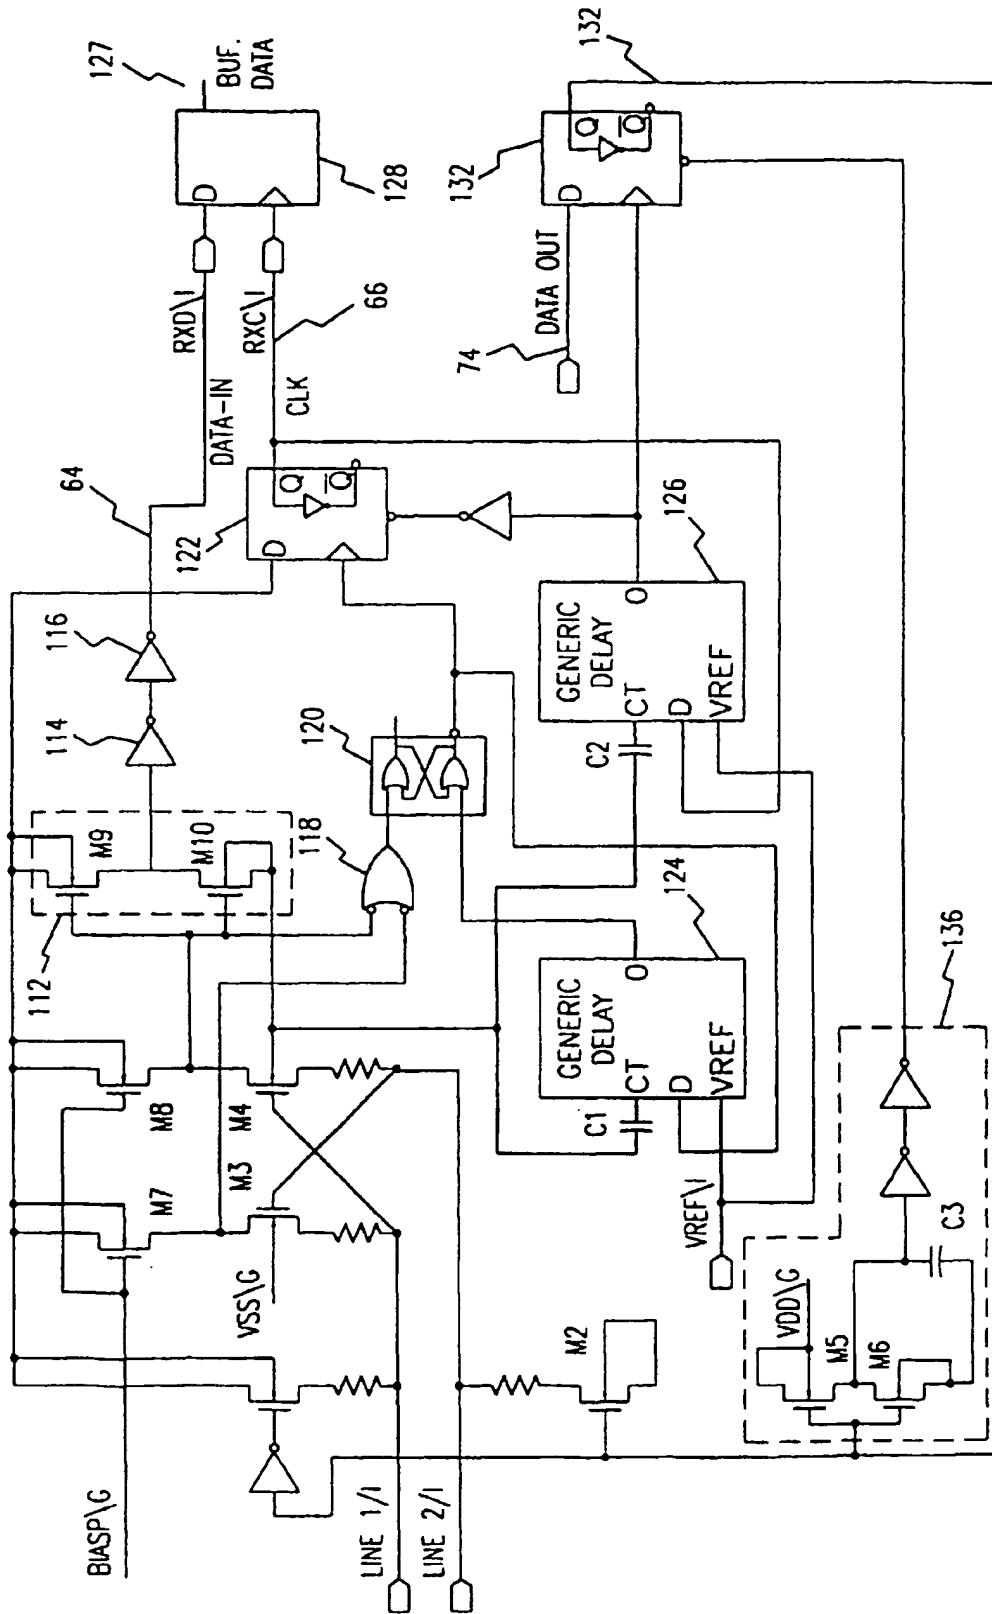 127
BUF.
DATA
D
128
RXD\I
RXC\I
DATA-IN
CLK
66
64
122
D
Q
Q
132
132
D
Q
Q
DATA OUT
74
116
114
120
118
M9
M10
112
M8
M7
M4
M3
VSS\G
BIASP\G
LINE 1/I
LINE 2/I
M2
GENERIC
DELAY
126
O
CT
D
VREF
C2
GENERIC
DELAY
124
O
CT
D
VREF
C1
VREF\I
136
VDD\G
M5
M6
C3